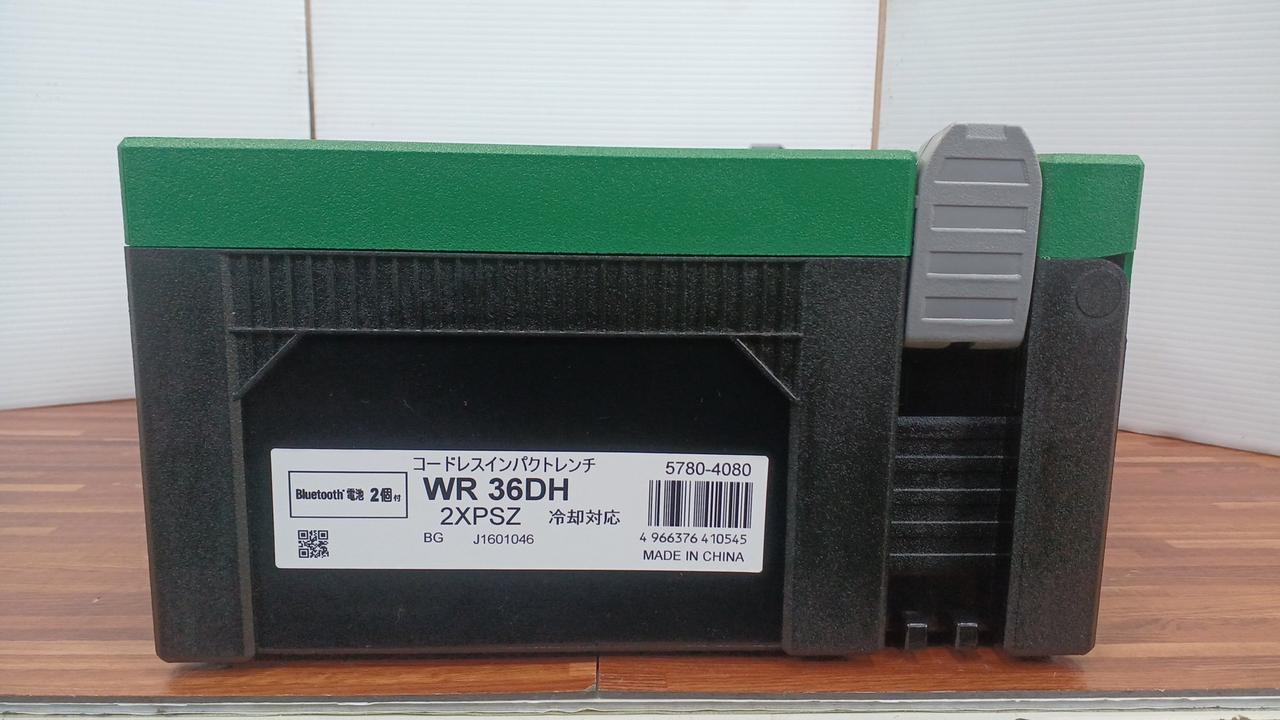 コードレスインパクトレンチ
Bluetooth®電池 2個付
WR 36DH
2XPSZ 冷却対応
BG J1601046
5780-4080
4 966376 410545
MADE IN CHINA